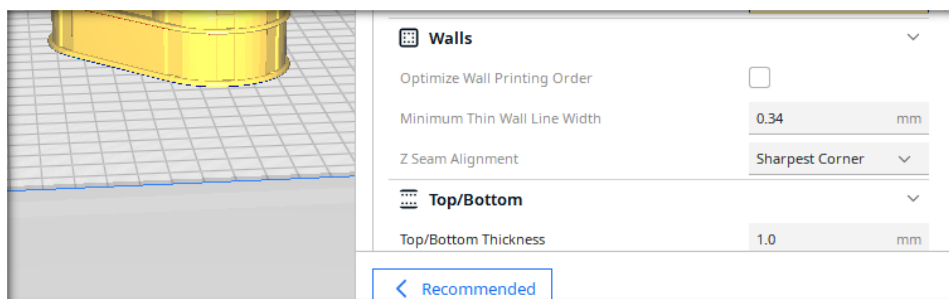 Walls
Optimize Wall Printing Order
Minimum Thin Wall Line Width 0.34 mm
Z Seam Alignment Sharpest Corner
Top/Bottom
Top/Bottom Thickness 1.0 mm
Recommended